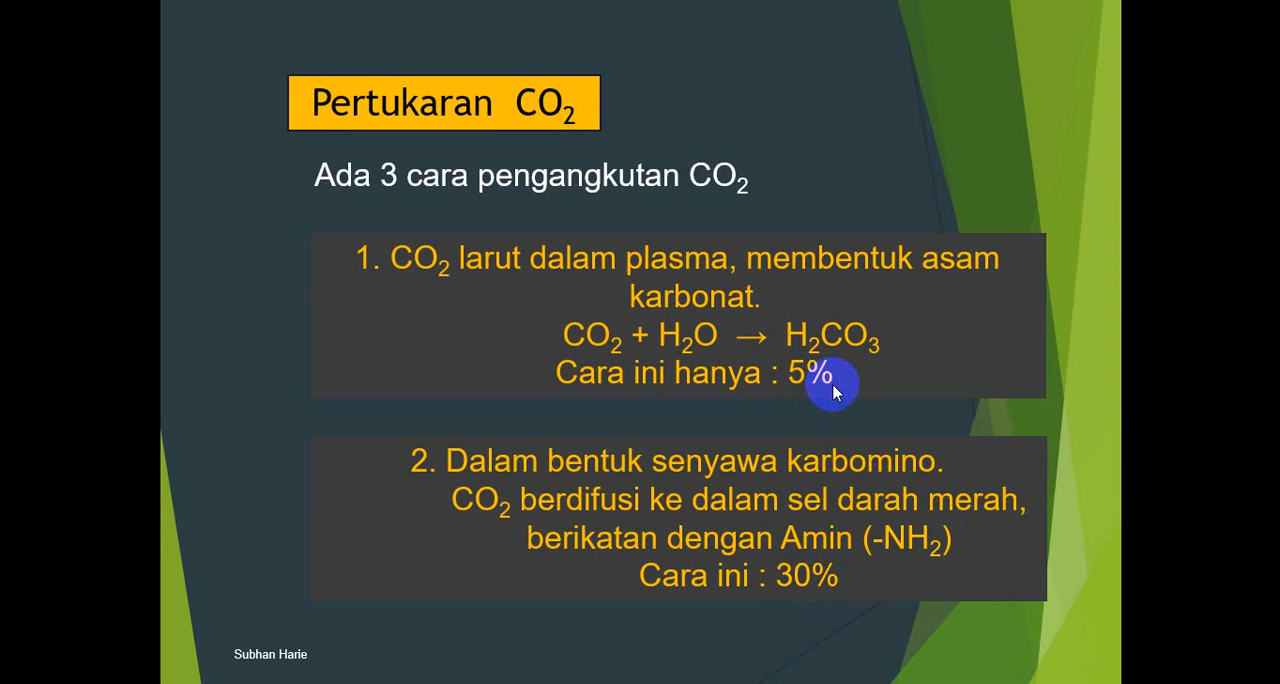 Pertukaran CO₂
Ada 3 cara pengangkutan CO₂
1. CO₂ larut dalam plasma, membentuk asam
karbonat.
CO₂ + H₂O → H₂CO₃
Cara ini hanya : 5%
2. Dalam bentuk senyawa karbomino.
CO₂ berdifusi ke dalam sel darah merah,
berikatan dengan Amin (-NH₂)
Cara ini : 30%
Subhan Harie